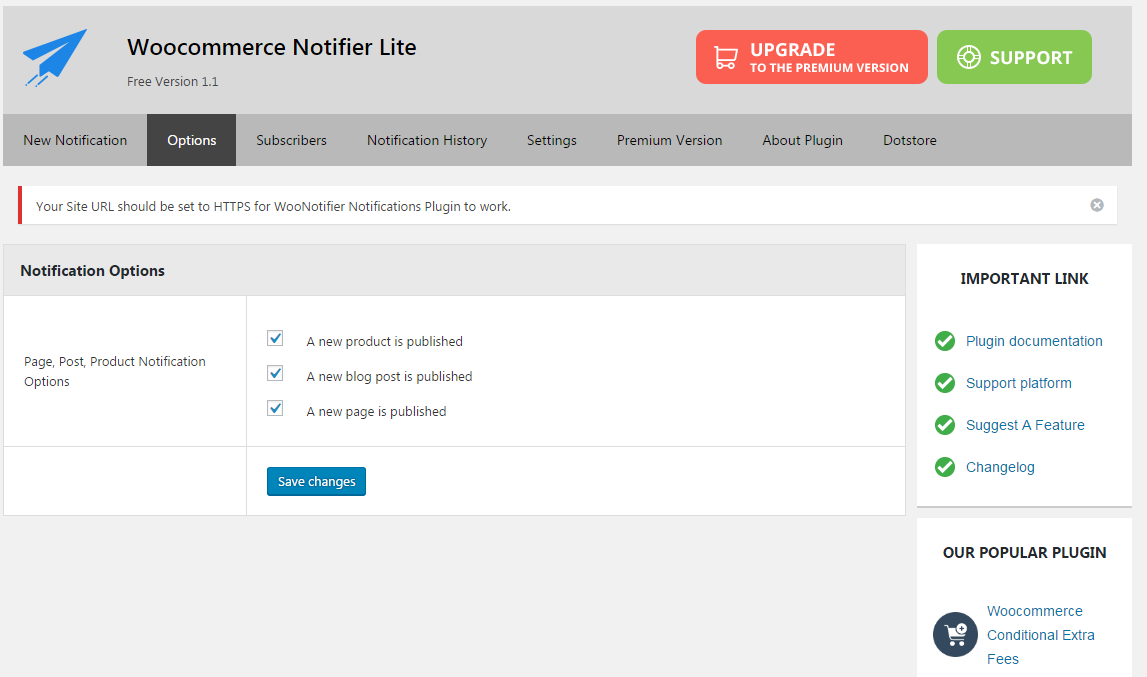 Woocommerce Notifier Lite
Free Version 1.1
UPGRADE
TO THE PREMIUM VERSION
SUPPORT
New Notification
Options
Subscribers
Notification History
Settings
Premium Version
About Plugin
Dotstore
Your Site URL should be set to HTTPS for WooNotifier Notifications Plugin to work.
Notification Options
Page, Post, Product Notification
Options
A new product is published
A new blog post is published
A new page is published
Save changes
IMPORTANT LINK
Plugin documentation
Support platform
Suggest A Feature
Changelog
OUR POPULAR PLUGIN
Woocommerce
Conditional Extra
Fees